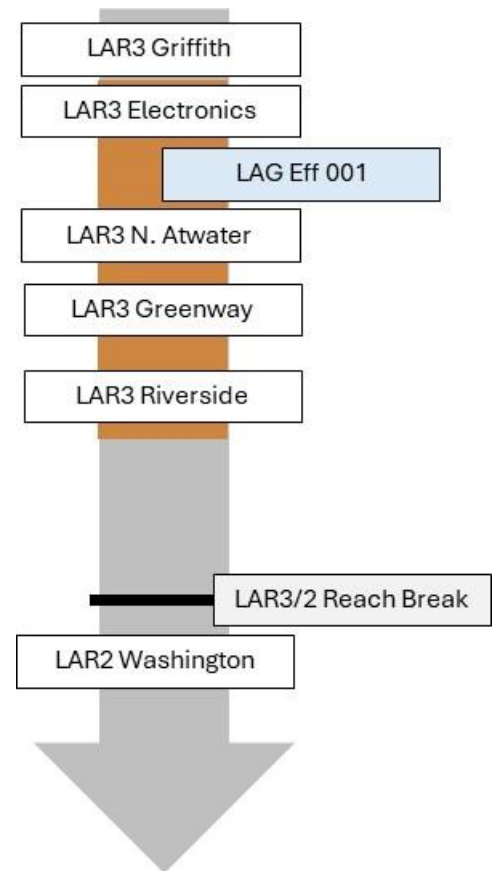 LAR3 Griffith
LAR3 Electronics
LAG Eff 001
LAR3 N. Atwater
LAR3 Greenway
LAR3 Riverside
LAR3/2 Reach Break
LAR2 Washington